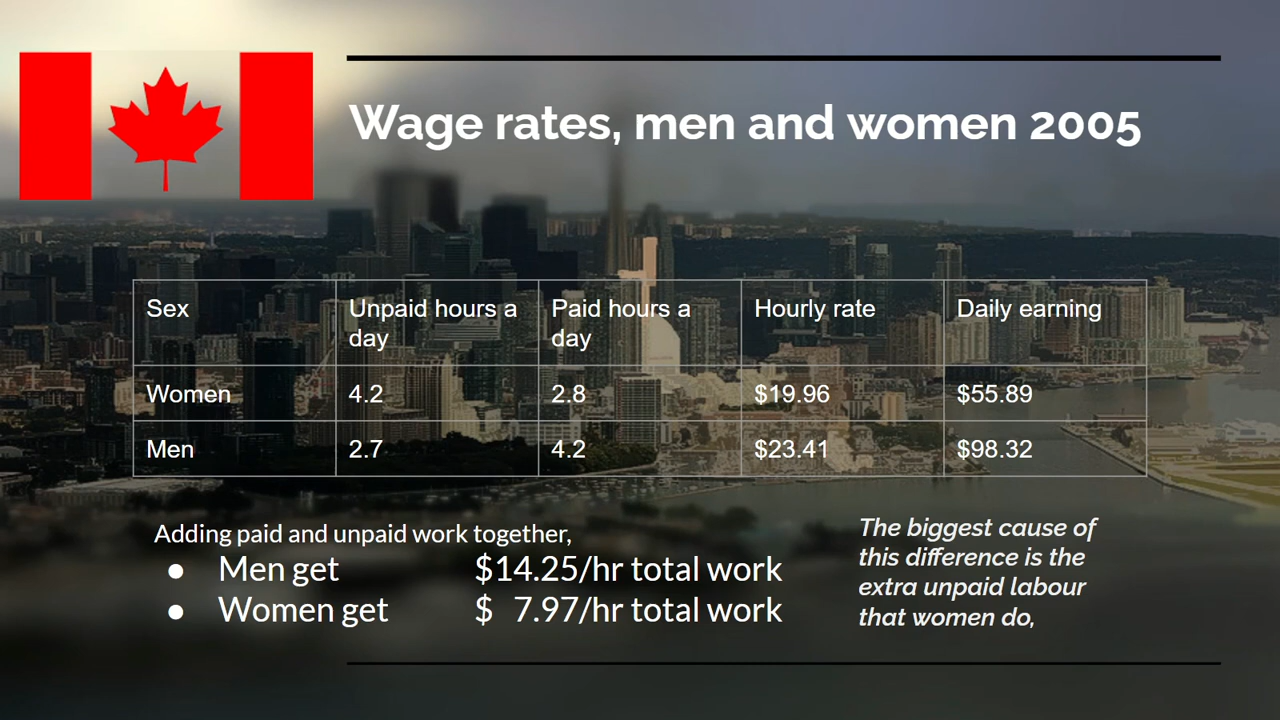 Wage rates, men and women 2005
Sex Unpaid hours a day Paid hours a day Hourly rate Daily earning
Women 4.2 2.8 $19.96 $55.89
Men 2.7 4.2 $23.41 $98.32
Adding paid and unpaid work together,
● Men get $14.25/hr total work
● Women get $ 7.97/hr total work
The biggest cause of
this difference is the
extra unpaid labour
that women do,